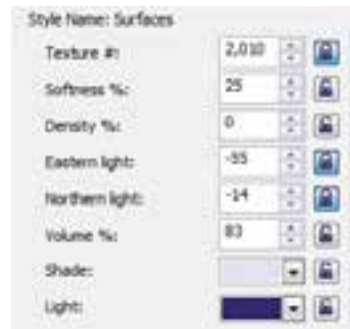 Style Name: Surfaces
Texture #: 2,010
Softness %: 25
Density %: 0
Eastern light: -55
Northern light: -14
Volume %: 83
Shade:
Light: